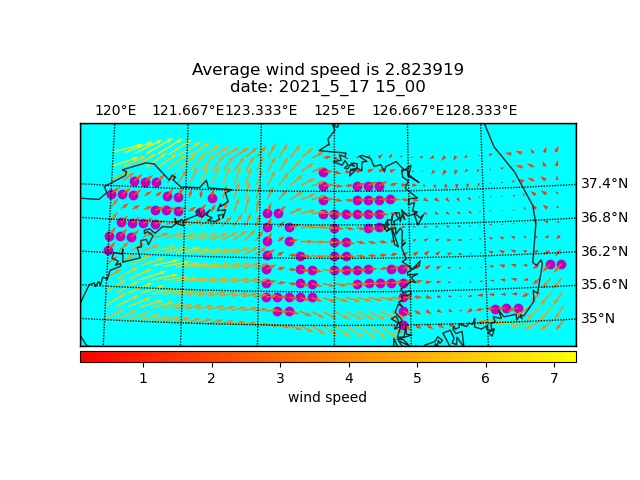 Average wind speed is 2.823919
date: 2021_5_17 15_00
120°E 121.667°E 123.333°E 125°E 126.667°E 128.333°E
37.4°N
36.8°N
36.2°N
35.6°N
35°N
1 2 3 4 5 6 7
wind speed